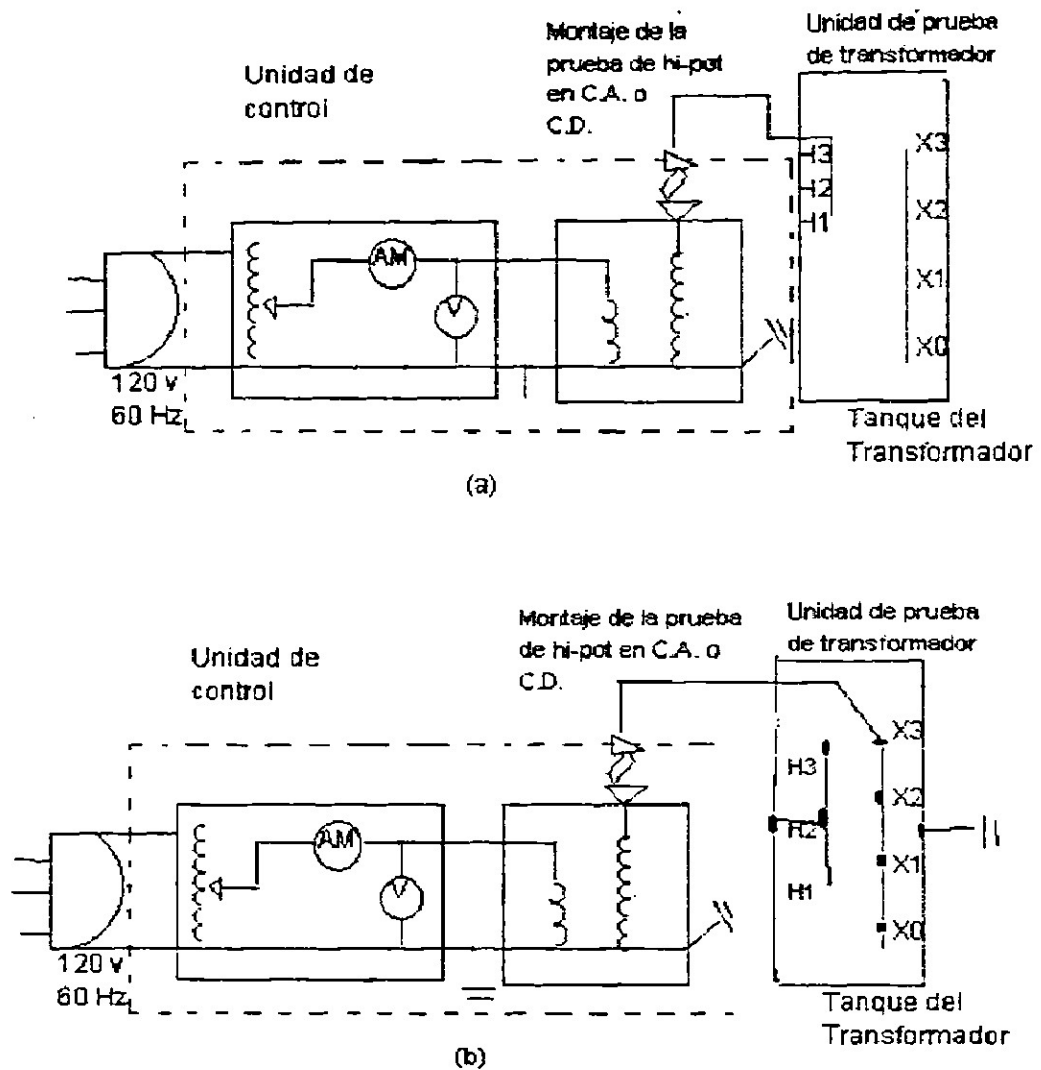 Unidad de
control
Montaje de la
prueba de hi-pot
en C.A. o
C.D.
Unidad de prueba
de transformador
H3
H2
H1
X3
X2
X1
X0
AM
V
120 v
60 Hz
Tanque del
Transformador
(a)
Unidad de
control
Montaje de la prueba
de hi-pot en C.A. o
C.D.
Unidad de prueba
de transformador
H3
H2
H1
X3
X2
X1
X0
AM
V
120 v
60 Hz
Tanque del
Transformador
(b)